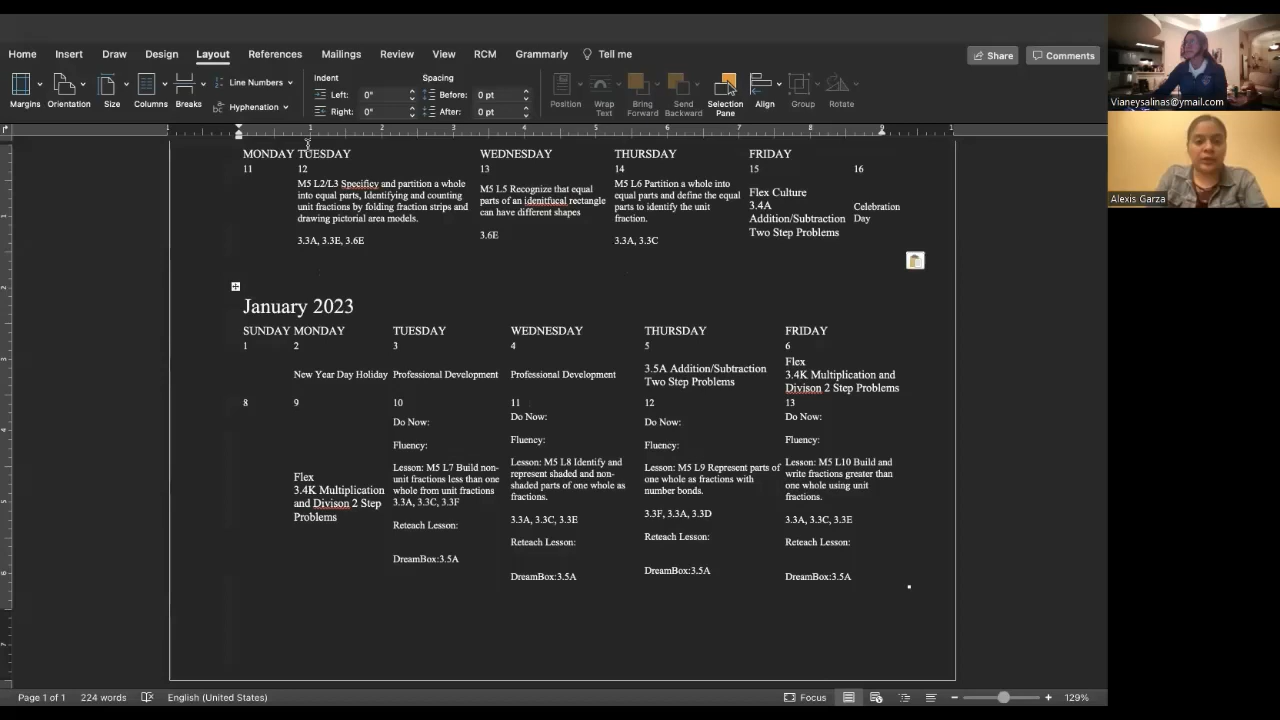 Home Insert Draw Design Layout References Mailings Review View RCM Grammarly Tell me Share Comments
Margins Orientation Size Columns Breaks Line Numbers Hyphenation
Indent Spacing
Left: 0" Before: 0 pt
Right: 0" After: 0 pt
Position Wrap Text Bring Forward Send Backward Selection Pane Align Group Rotate
Vianeysalinas@ymail.com
Alexis Garza
MONDAY TUESDAY WEDNESDAY THURSDAY FRIDAY
11 12 13 14 15 16
M5 L2/L3 Specificy and partition a whole
into equal parts, Identifying and counting
unit fractions by folding fraction strips and
drawing pictorial area models.
3.3A, 3.3E, 3.6E
M5 L5 Recognize that equal
parts of an idenitfucal rectangle
can have different shapes
3.6E
M5 L6 Partition a whole into
equal parts and define the equal
parts to identify the unit
fraction.
3.3A, 3.3C
Flex Culture
3.4A
Addition/Subtraction
Two Step Problems
Celebration
Day
January 2023
SUNDAY MONDAY TUESDAY WEDNESDAY THURSDAY FRIDAY
1 2 3 4 5 6
New Year Day Holiday
Professional Development
Professional Development
3.5A Addition/Subtraction
Two Step Problems
Flex
3.4K Multiplication and
Divison 2 Step Problems
8 9 10 11 12 13
Flex
3.4K Multiplication
and Divison 2 Step
Problems
Do Now:
Fluency:
Lesson: M5 L7 Build non-
unit fractions less than one
whole from unit fractions
3.3A, 3.3C, 3.3F
Reteach Lesson:
DreamBox:3.5A
Do Now:
Fluency:
Lesson: M5 L8 Identify and
represent shaded and non-
shaded parts of one whole as
fractions.
3.3A, 3.3C, 3.3E
Reteach Lesson:
DreamBox:3.5A
Do Now:
Fluency:
Lesson: M5 L9 Represent parts of
one whole as fractions with
number bonds.
3.3F, 3.3A, 3.3D
Reteach Lesson:
DreamBox:3.5A
Do Now:
Fluency:
Lesson: M5 L10 Build and
write fractions greater than
one whole using unit
fractions.
3.3A, 3.3C, 3.3E
Reteach Lesson:
DreamBox:3.5A
Page 1 of 1 224 words English (United States) Focus 129%